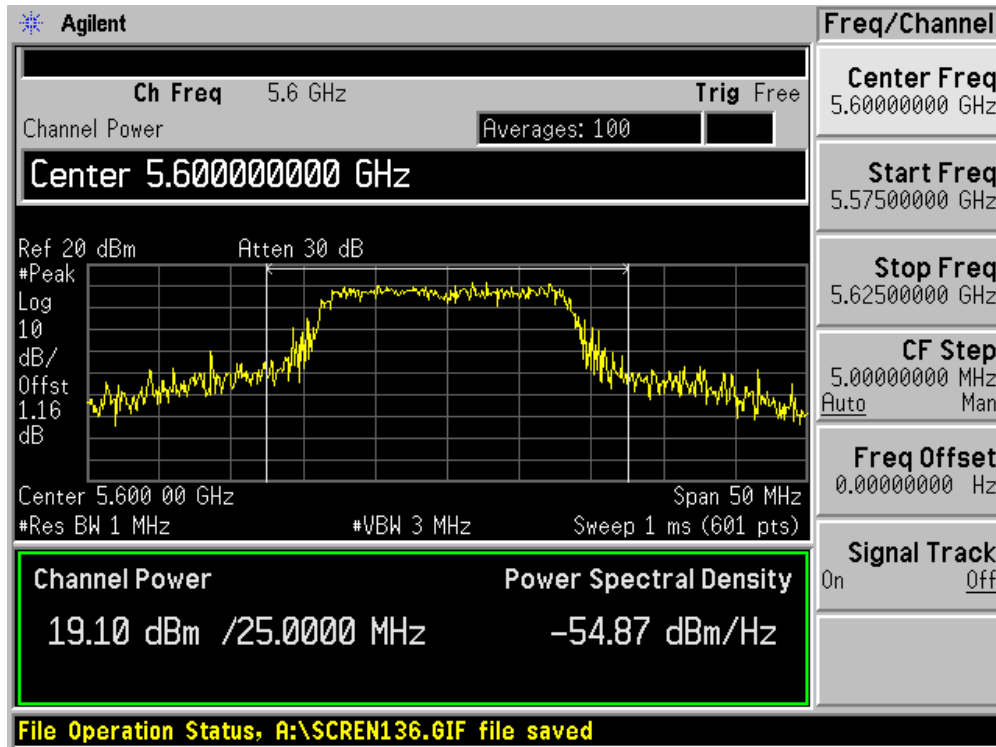 Agilent
Freq/Channel
Ch Freq 5.6 GHz Trig Free
Channel Power Averages: 100
Center 5.600000000 GHz
Ref 20 dBm Atten 30 dB
#Peak
Log
10
dB/
Offst
1.16
dB
Center 5.600 00 GHz Span 50 MHz
#Res BW 1 MHz #VBW 3 MHz Sweep 1 ms (601 pts)
Channel Power Power Spectral Density
19.10 dBm /25.0000 MHz -54.87 dBm/Hz
File Operation Status, A:\SCREN136.GIF file saved
Center Freq
5.60000000 GHz
Start Freq
5.57500000 GHz
Stop Freq
5.62500000 GHz
CF Step
5.00000000 MHz
Auto Man
Freq Offset
0.00000000 Hz
Signal Track
On Off